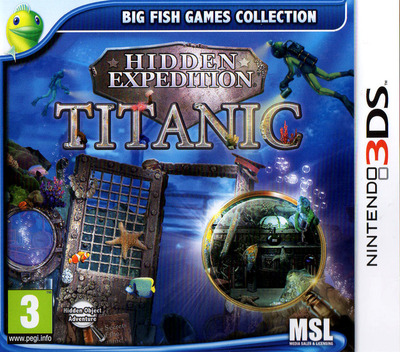 BIG FISH GAMES COLLECTION
HIDDEN
EXPEDITION
TITANIC
NINTENDO 3DS
3
www.pegi.info
Hidden Object
Adventure
MSL
MEDIA SALES & LICENSING